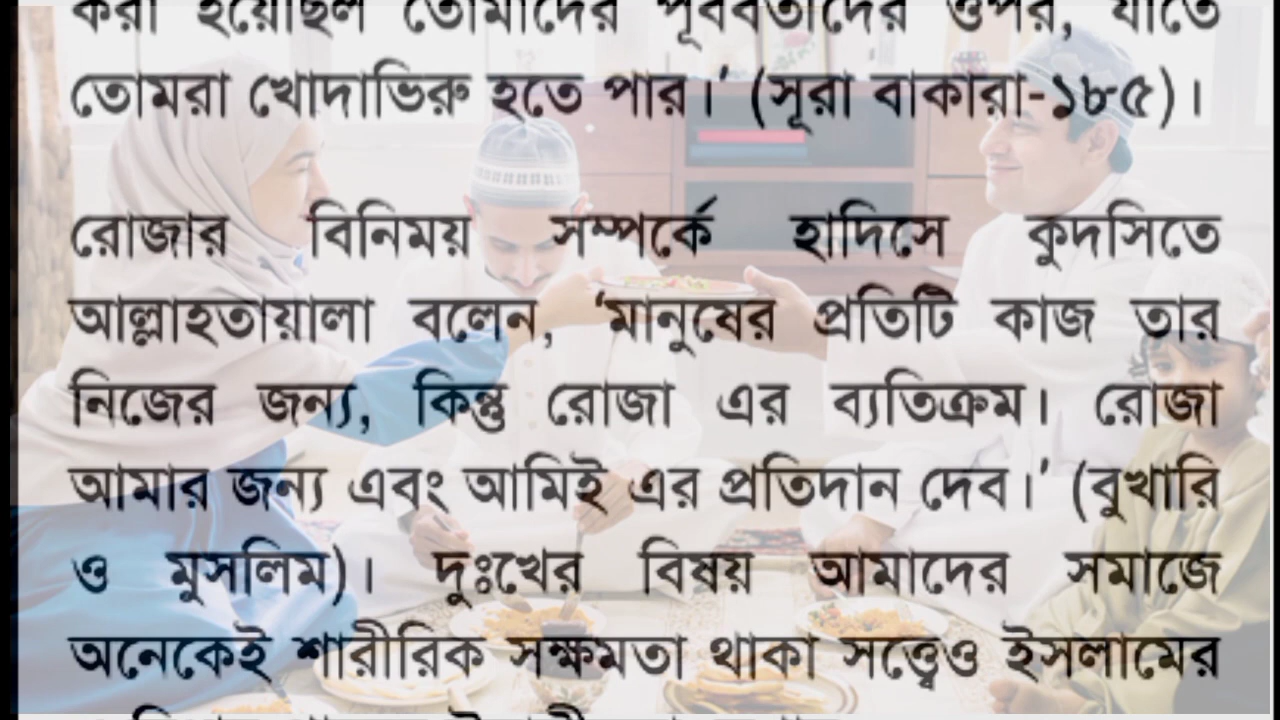 করা হয়েছিল তোমাদের পূর্ববর্তীদের ওপর, যাতে
তোমরা খোদাভিরু হতে পার।’ (সূরা বাকারা-১৮৫)।
রোজার বিনিময় সম্পর্কে হাদিসে কুদসিতে
আল্লাহতায়ালা বলেন, ‘মানুষের প্রতিটি কাজ তার
নিজের জন্য, কিন্তু রোজা এর ব্যতিক্রম। রোজা
আমার জন্য এবং আমিই এর প্রতিদান দেব।’ (বুখারি
ও মুসলিম)। দুঃখের বিষয় আমাদের সমাজে
অনেকেই শারীরিক সক্ষমতা থাকা সত্ত্বেও ইসলামের